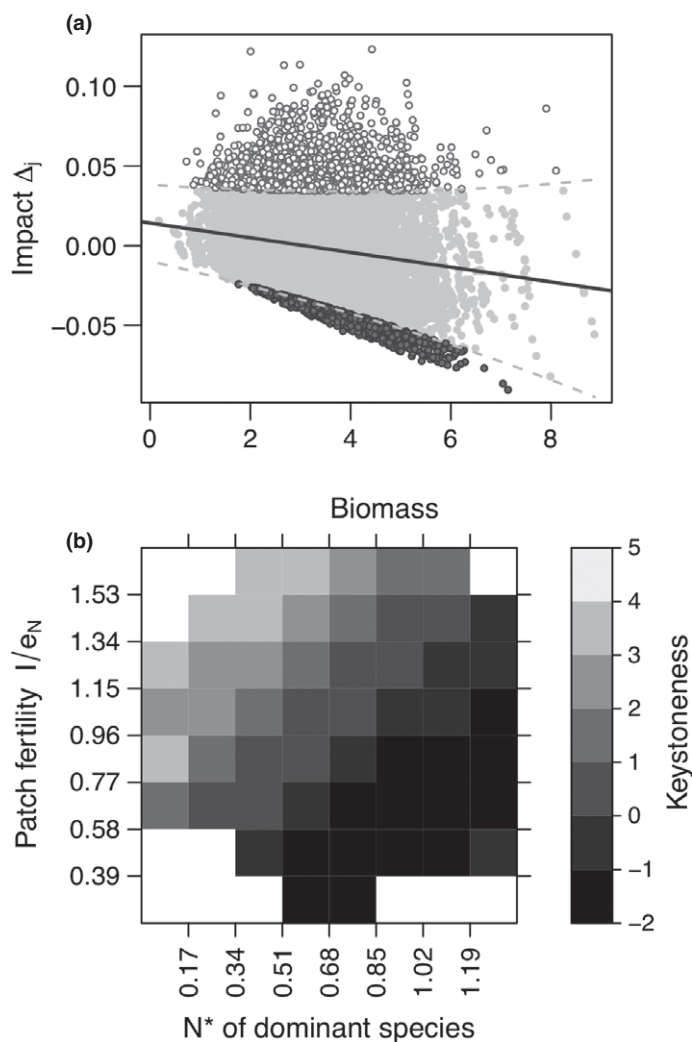 (a)
Impact Δj
0.10
0.05
0.00
−0.05
0 2 4 6 8
Biomass
(b)
Patch fertility I/eN
1.53
1.34
1.15
0.96
0.77
0.58
0.39
0.17 0.34 0.51 0.68 0.85 1.02 1.19
N* of dominant species
5
4
3
2
1
0
−1
−2
Keystoneness